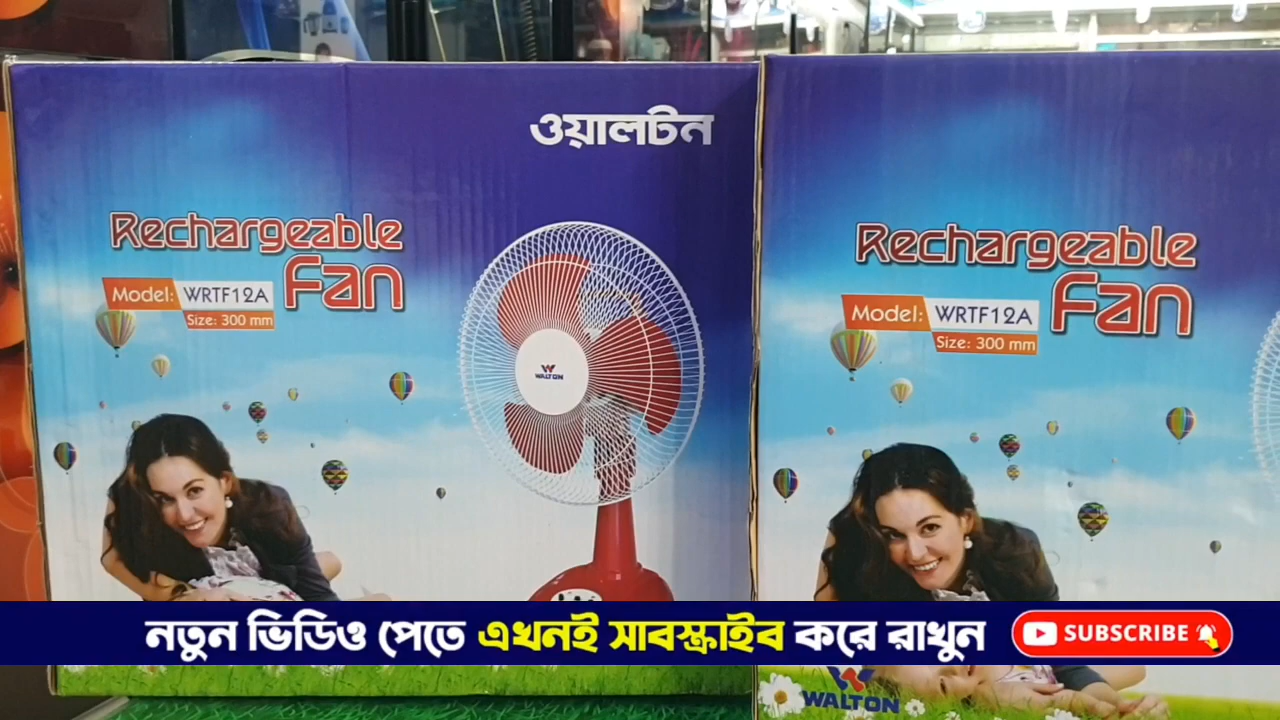 ওয়ালটন
Rechargeable
Fan
Model: WRTF12A
Size: 300 mm
WALTON
Rechargeable
Fan
Model: WRTF12A
Size: 300 mm
নতুন ভিডিও পেতে এখনই সাবস্ক্রাইব করে রাখুন
SUBSCRIBE
WALTON